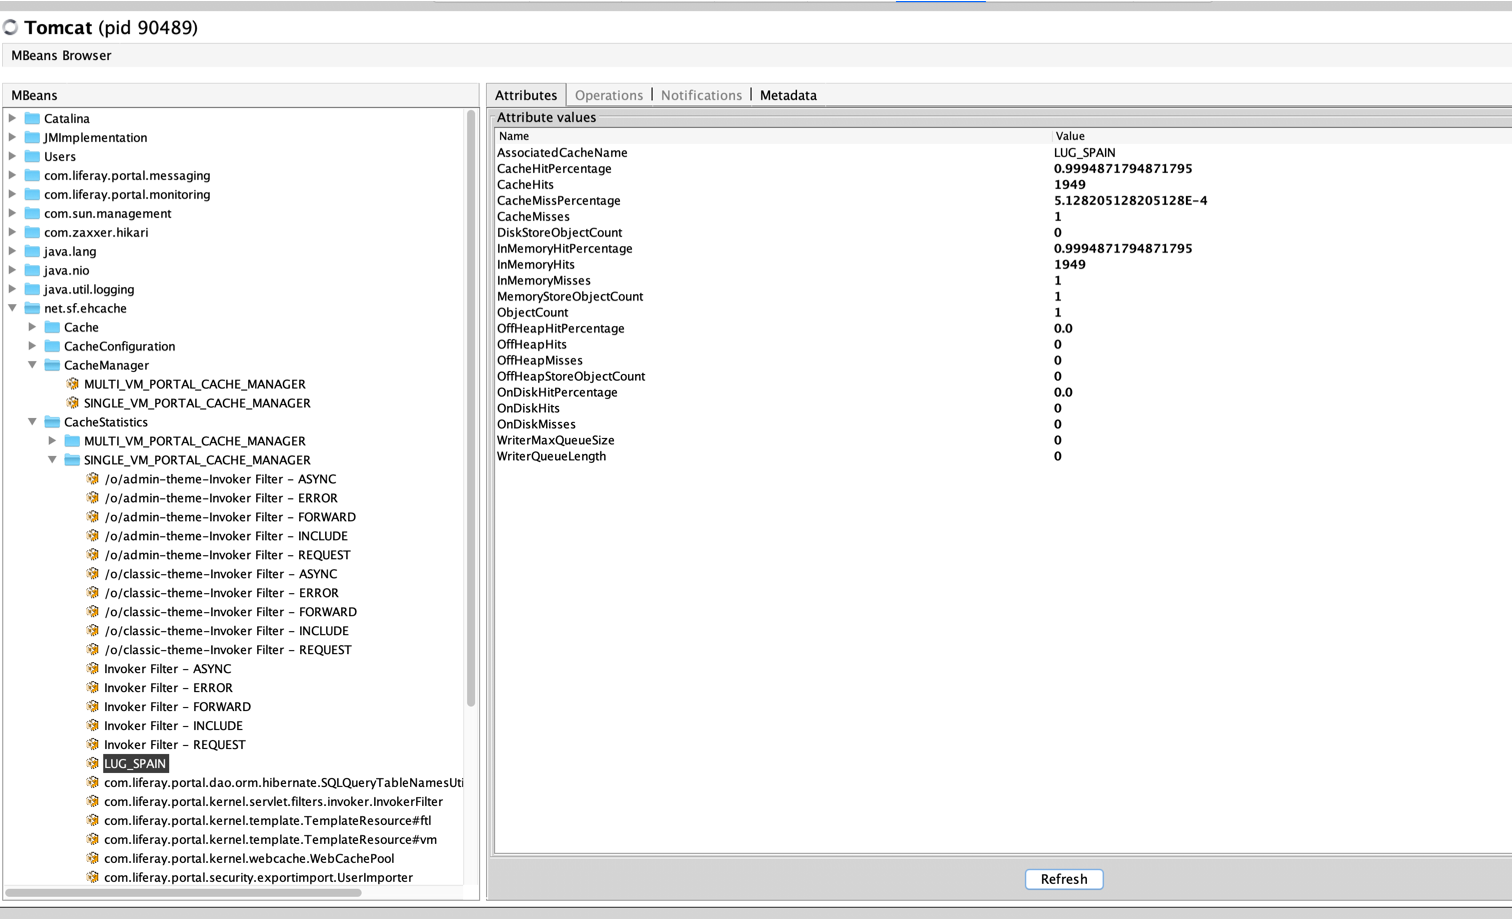 Tomcat (pid 90489)
MBeans Browser
MBeans
Catalina
JMImplementation
Users
com.liferay.portal.messaging
com.liferay.portal.monitoring
com.sun.management
com.zaxxer.hikari
java.lang
java.nio
java.util.logging
net.sf.ehcache
Cache
CacheConfiguration
CacheManager
MULTI_VM_PORTAL_CACHE_MANAGER
SINGLE_VM_PORTAL_CACHE_MANAGER
CacheStatistics
MULTI_VM_PORTAL_CACHE_MANAGER
SINGLE_VM_PORTAL_CACHE_MANAGER
/o/admin-theme-Invoker Filter - ASYNC
/o/admin-theme-Invoker Filter - ERROR
/o/admin-theme-Invoker Filter - FORWARD
/o/admin-theme-Invoker Filter - INCLUDE
/o/admin-theme-Invoker Filter - REQUEST
/o/classic-theme-Invoker Filter - ASYNC
/o/classic-theme-Invoker Filter - ERROR
/o/classic-theme-Invoker Filter - FORWARD
/o/classic-theme-Invoker Filter - INCLUDE
/o/classic-theme-Invoker Filter - REQUEST
Invoker Filter - ASYNC
Invoker Filter - ERROR
Invoker Filter - FORWARD
Invoker Filter - INCLUDE
Invoker Filter - REQUEST
LUG_SPAIN
com.liferay.portal.dao.orm.hibernate.SQLQueryTableNamesUti
com.liferay.portal.kernel.servlet.filters.invoker.InvokerFilter
com.liferay.portal.kernel.template.TemplateResource#ftl
com.liferay.portal.kernel.template.TemplateResource#vm
com.liferay.portal.kernel.webcache.WebCachePool
com.liferay.portal.security.exportimport.UserImporter
Attributes Operations | Notifications | Metadata
Attribute values
Name Value
AssociatedCacheName LUG_SPAIN
CacheHitPercentage 0.9994871794871795
CacheHits 1949
CacheMissPercentage 5.128205128205128E-4
CacheMisses 1
DiskStoreObjectCount 0
InMemoryHitPercentage 0.9994871794871795
InMemoryHits 1949
InMemoryMisses 1
MemoryStoreObjectCount 1
ObjectCount 1
OffHeapHitPercentage 0.0
OffHeapHits 0
OffHeapMisses 0
OffHeapStoreObjectCount 0
OnDiskHitPercentage 0.0
OnDiskHits 0
OnDiskMisses 0
WriterMaxQueueSize 0
WriterQueueLength 0
Refresh